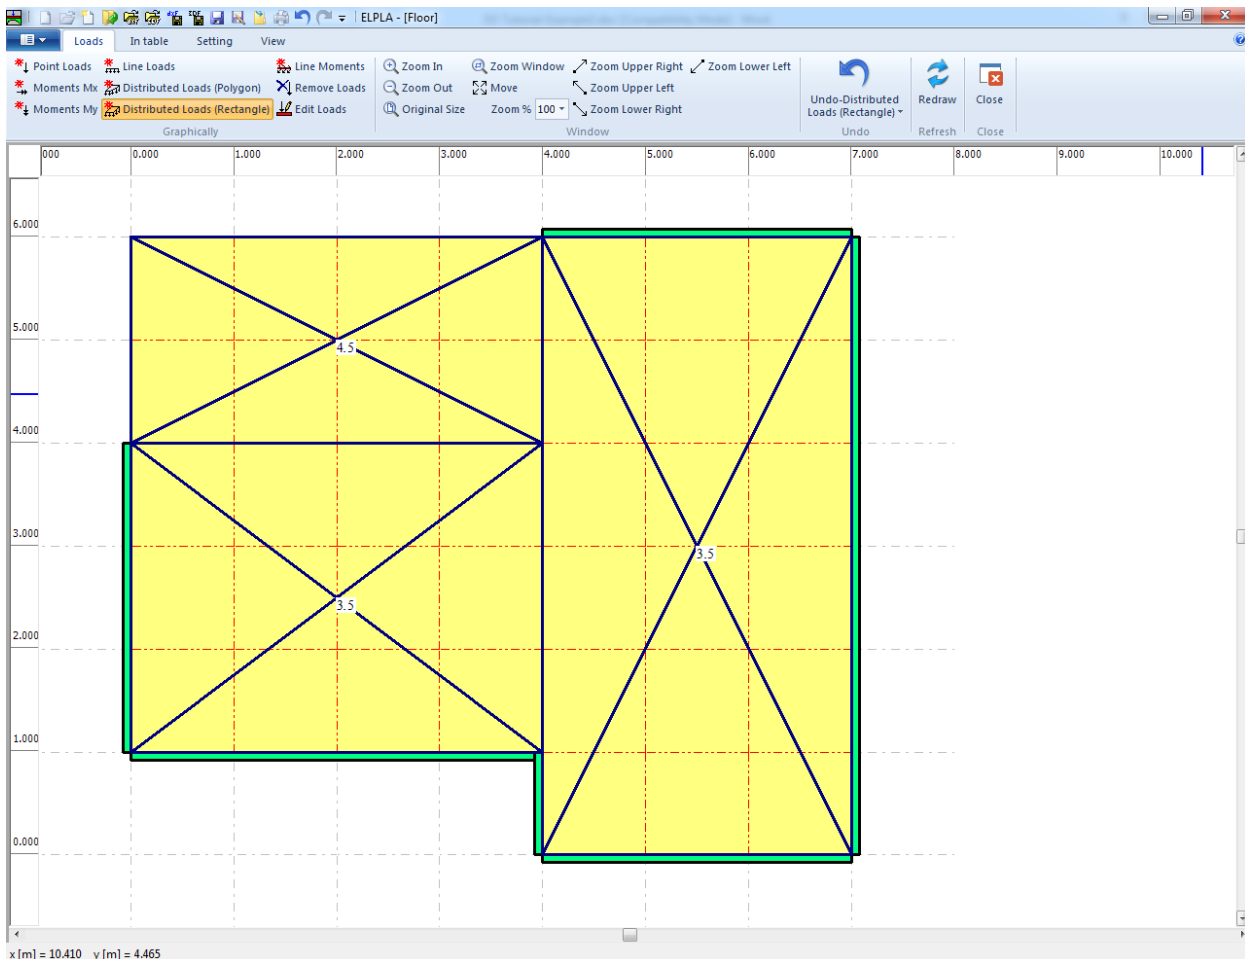 ELPLA - [Floor]
Loads In table Setting View
Point Loads Line Loads Line Moments Zoom In Zoom Window Zoom Upper Right Zoom Lower Left
Moments Mx Distributed Loads (Polygon) Remove Loads Zoom Out Move Zoom Upper Left
Moments My Distributed Loads (Rectangle) Edit Loads Original Size Zoom % 100 Zoom Lower Right
Undo-Distributed Loads (Rectangle) Redraw Close
Graphically Window Undo Refresh Close
000 0.000 1.000 2.000 3.000 4.000 5.000 6.000 7.000 8.000 9.000 10.000
6.000
5.000
4.5
4.000
3.000
3.5
3.5
2.000
1.000
0.000
x [m] = 10.410 y [m] = 4.465